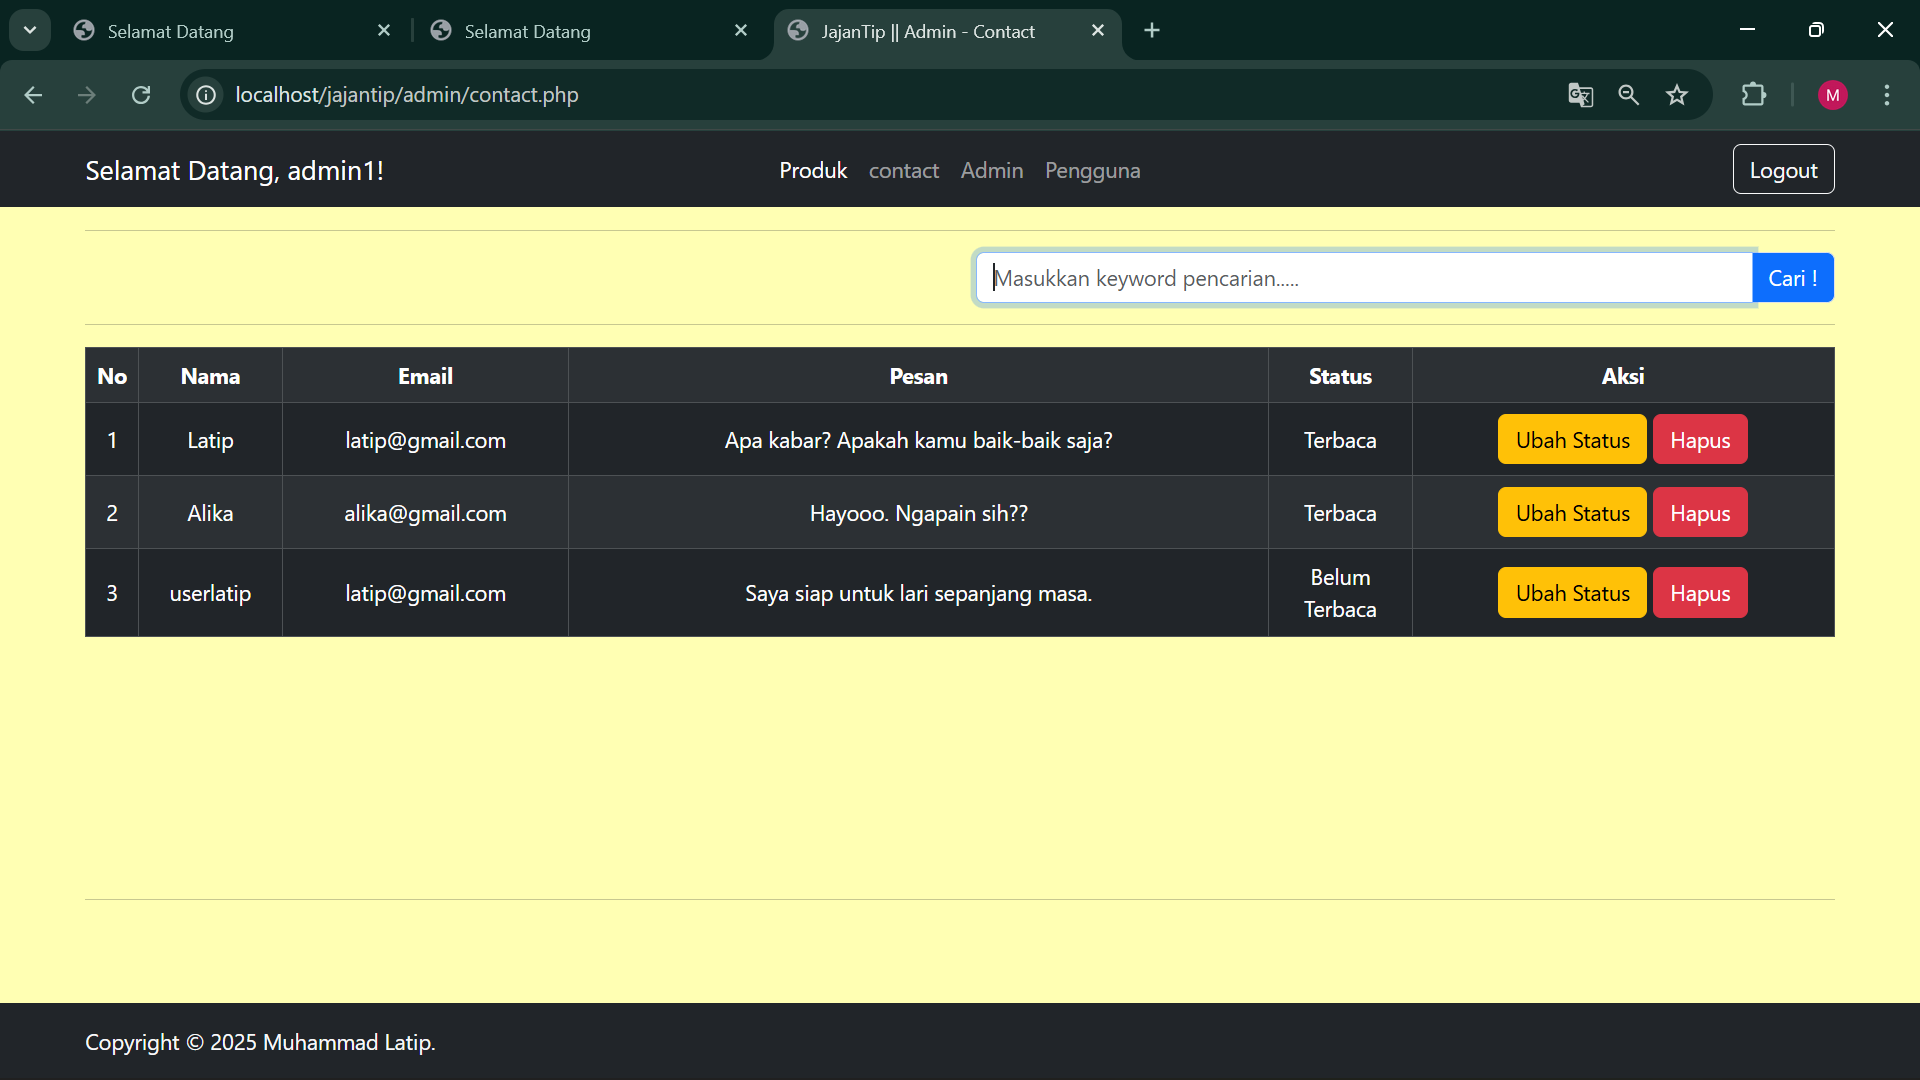 Selamat Datang
Selamat Datang
JajanTip || Admin - Contact
localhost/jajantip/admin/contact.php
M
Selamat Datang, admin1!
Produk contact Admin Pengguna
Logout
Masukkan keyword pencarian.....
Cari !
No Nama Email Pesan Status Aksi
1 Latip latip@gmail.com Apa kabar? Apakah kamu baik-baik saja? Terbaca Ubah Status Hapus
2 Alika alika@gmail.com Hayooo. Ngapain sih?? Terbaca Ubah Status Hapus
3 userlatip latip@gmail.com Saya siap untuk lari sepanjang masa. Belum
Terbaca Ubah Status Hapus
Copyright © 2025 Muhammad Latip.